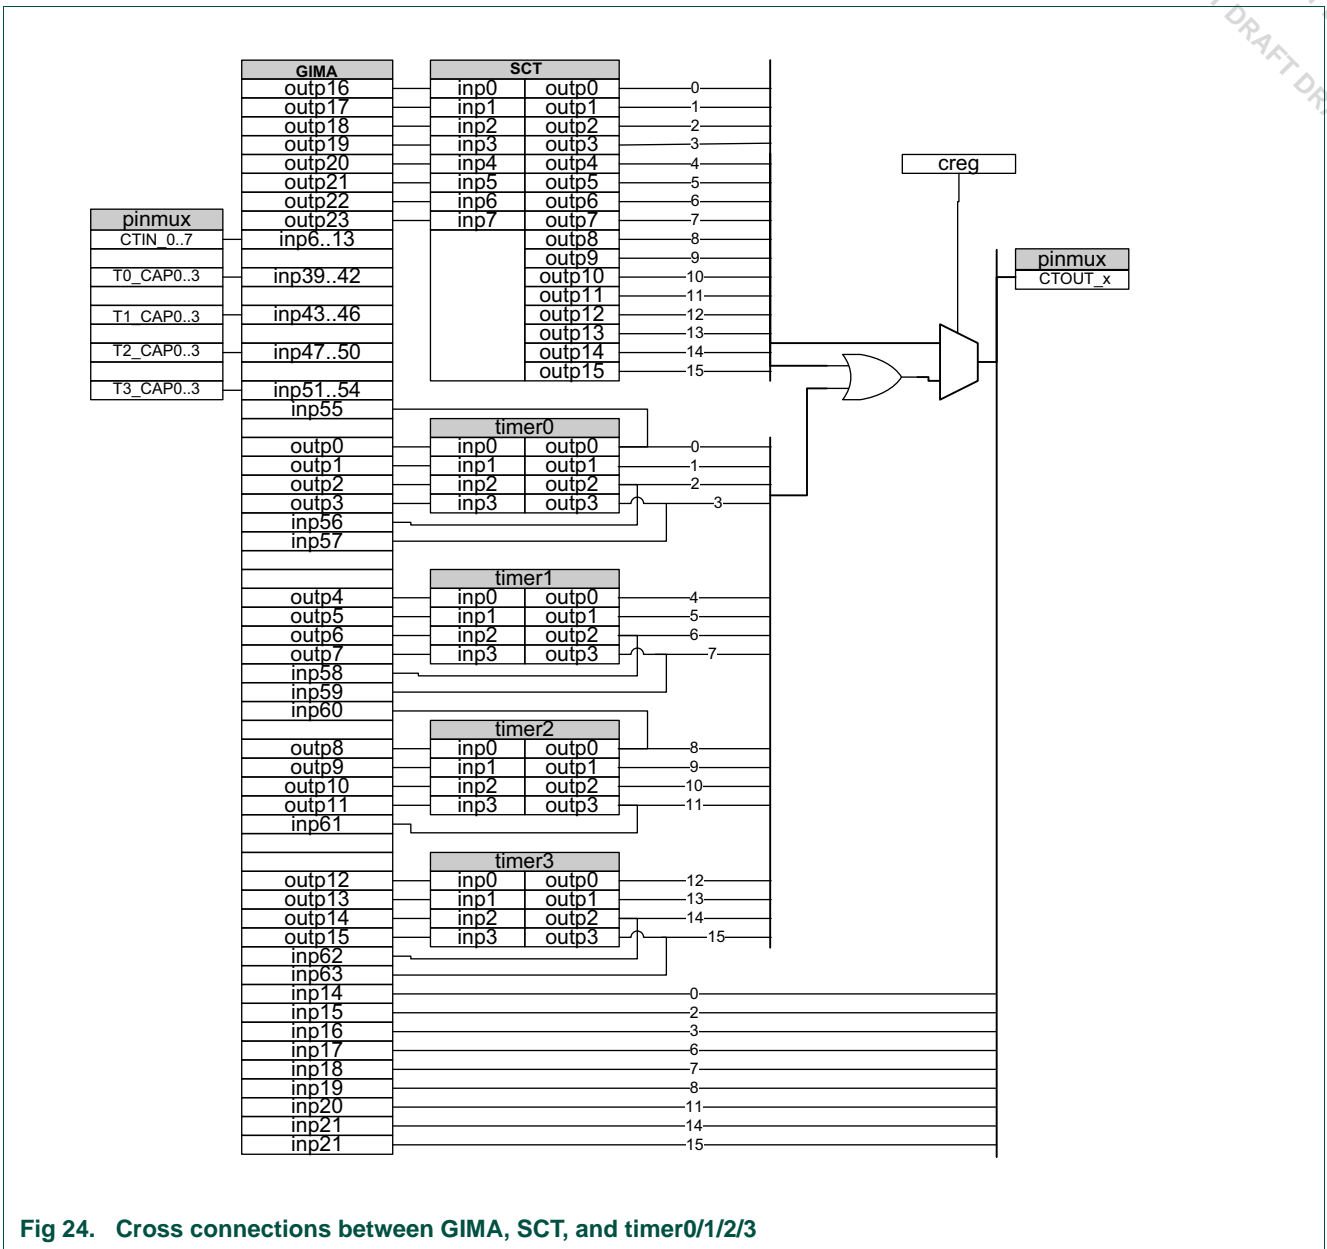 DRAFT DRA
GIMA SCT
outp16 inp0 outp0 0
outp17 inp1 outp1 1
outp18 inp2 outp2 2
outp19 inp3 outp3 3
outp20 inp4 outp4 4
creg
outp21 inp5 outp5 5
outp22 inp6 outp6 6
pinmux outp23 inp7 outp7 7
CTIN_0..7 inp6..13 outp8 8
outp9 9
pinmux
T0_CAP0..3 inp39..42 outp10 10
CTOUT_x
outp11 11
T1_CAP0..3 inp43..46 outp12 12
outp13 13
T2_CAP0..3 inp47..50 outp14 14
outp15 15
T3_CAP0..3 inp51..54
inp55
timer0
outp0 inp0 outp0 0
outp1 inp1 outp1 1
outp2 inp2 outp2 2
outp3 inp3 outp3 3
inp56
inp57
timer1
outp4 inp0 outp0 4
outp5 inp1 outp1 5
outp6 inp2 outp2 6
outp7 inp3 outp3 7
inp58
inp59
inp60
timer2
outp8 inp0 outp0 8
outp9 inp1 outp1 9
outp10 inp2 outp2 10
outp11 inp3 outp3 11
inp61
timer3
outp12 inp0 outp0 12
outp13 inp1 outp1 13
outp14 inp2 outp2 14
outp15 inp3 outp3 15
inp62
inp63
inp14 0
inp15 2
inp16 3
inp17 6
inp18 7
inp19 8
inp20 11
inp21 14
inp21 15
Fig 24. Cross connections between GIMA, SCT, and timer0/1/2/3